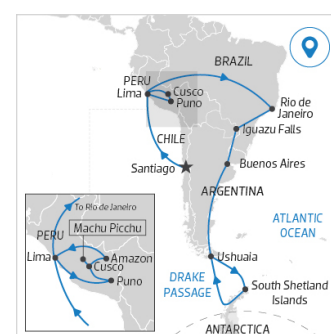 BRAZIL
PERU
Lima
Cusco
Puno
Rio de
Janeiro
Iguazu Falls
CHILE
Santiago
Buenos Aires
ARGENTINA
ATLANTIC
OCEAN
Ushuaia
DRAKE
PASSAGE
South Shetland
Islands
ANTARCTICA
To Rio de Janeiro
PERU
Machu Picchu
Lima
Amazon
Cusco
Puno